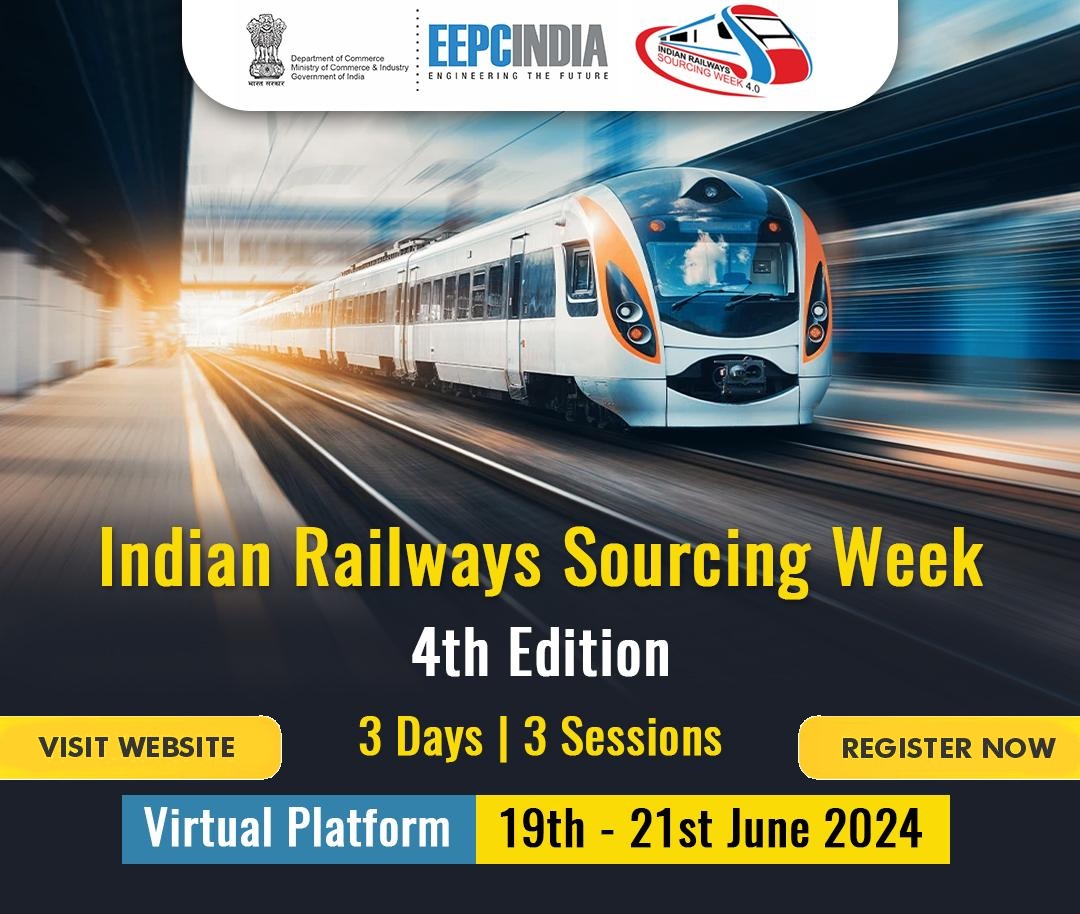 भारत सरकार
Department of Commerce
Ministry of Commerce & Industry
Government of India
EEPCINDIA
ENGINEERING THE FUTURE
INDIAN RAILWAYS
SOURCING WEEK 4.0
Indian Railways Sourcing Week
4th Edition
3 Days | 3 Sessions
VISIT WEBSITE
REGISTER NOW
Virtual Platform
19th - 21st June 2024